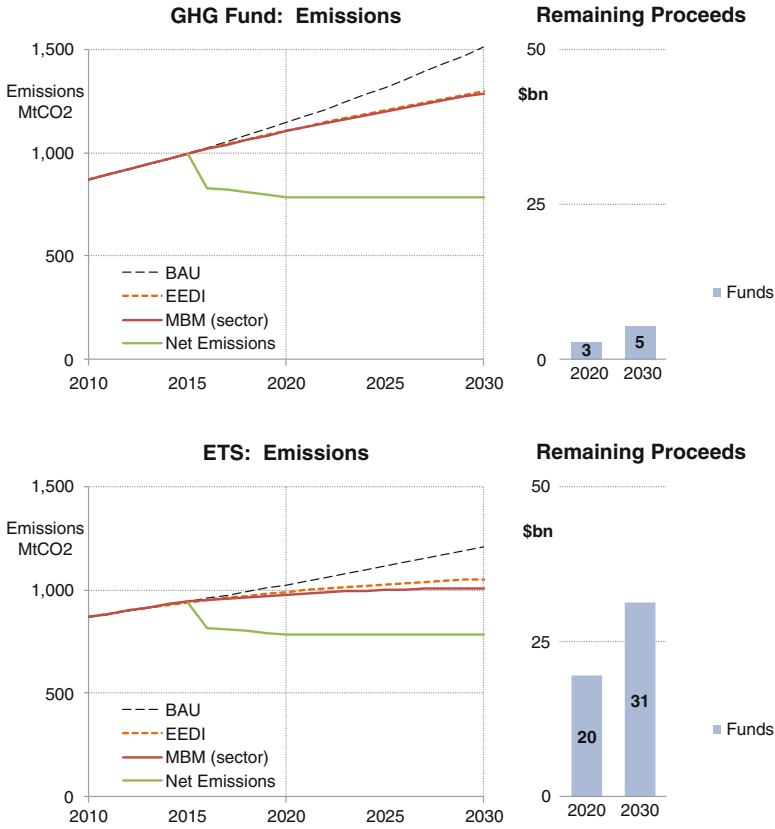 GHG Fund: Emissions
Remaining Proceeds
1,500
Emissions
MtCO2
1,000
500
0
BAU
EEDI
MBM (sector)
Net Emissions
2010
2015
2020
2025
2030
50
$bn
25
0
3
5
2020
2030
Funds
ETS: Emissions
Remaining Proceeds
1,500
Emissions
MtCO2
1,000
500
0
BAU
EEDI
MBM (sector)
Net Emissions
2010
2015
2020
2025
2030
50
$bn
25
0
20
31
2020
2030
Funds